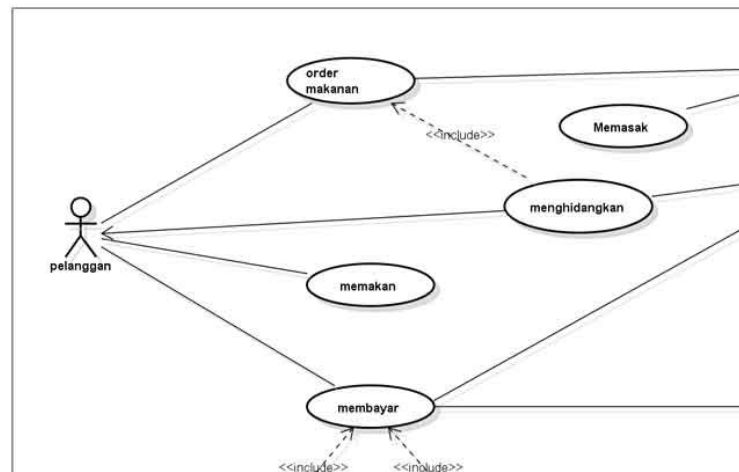 order
makanan
<<include>>
Memasak
menghidangkan
pelanggan
memakan
membayar
<<include>>
<<include>>